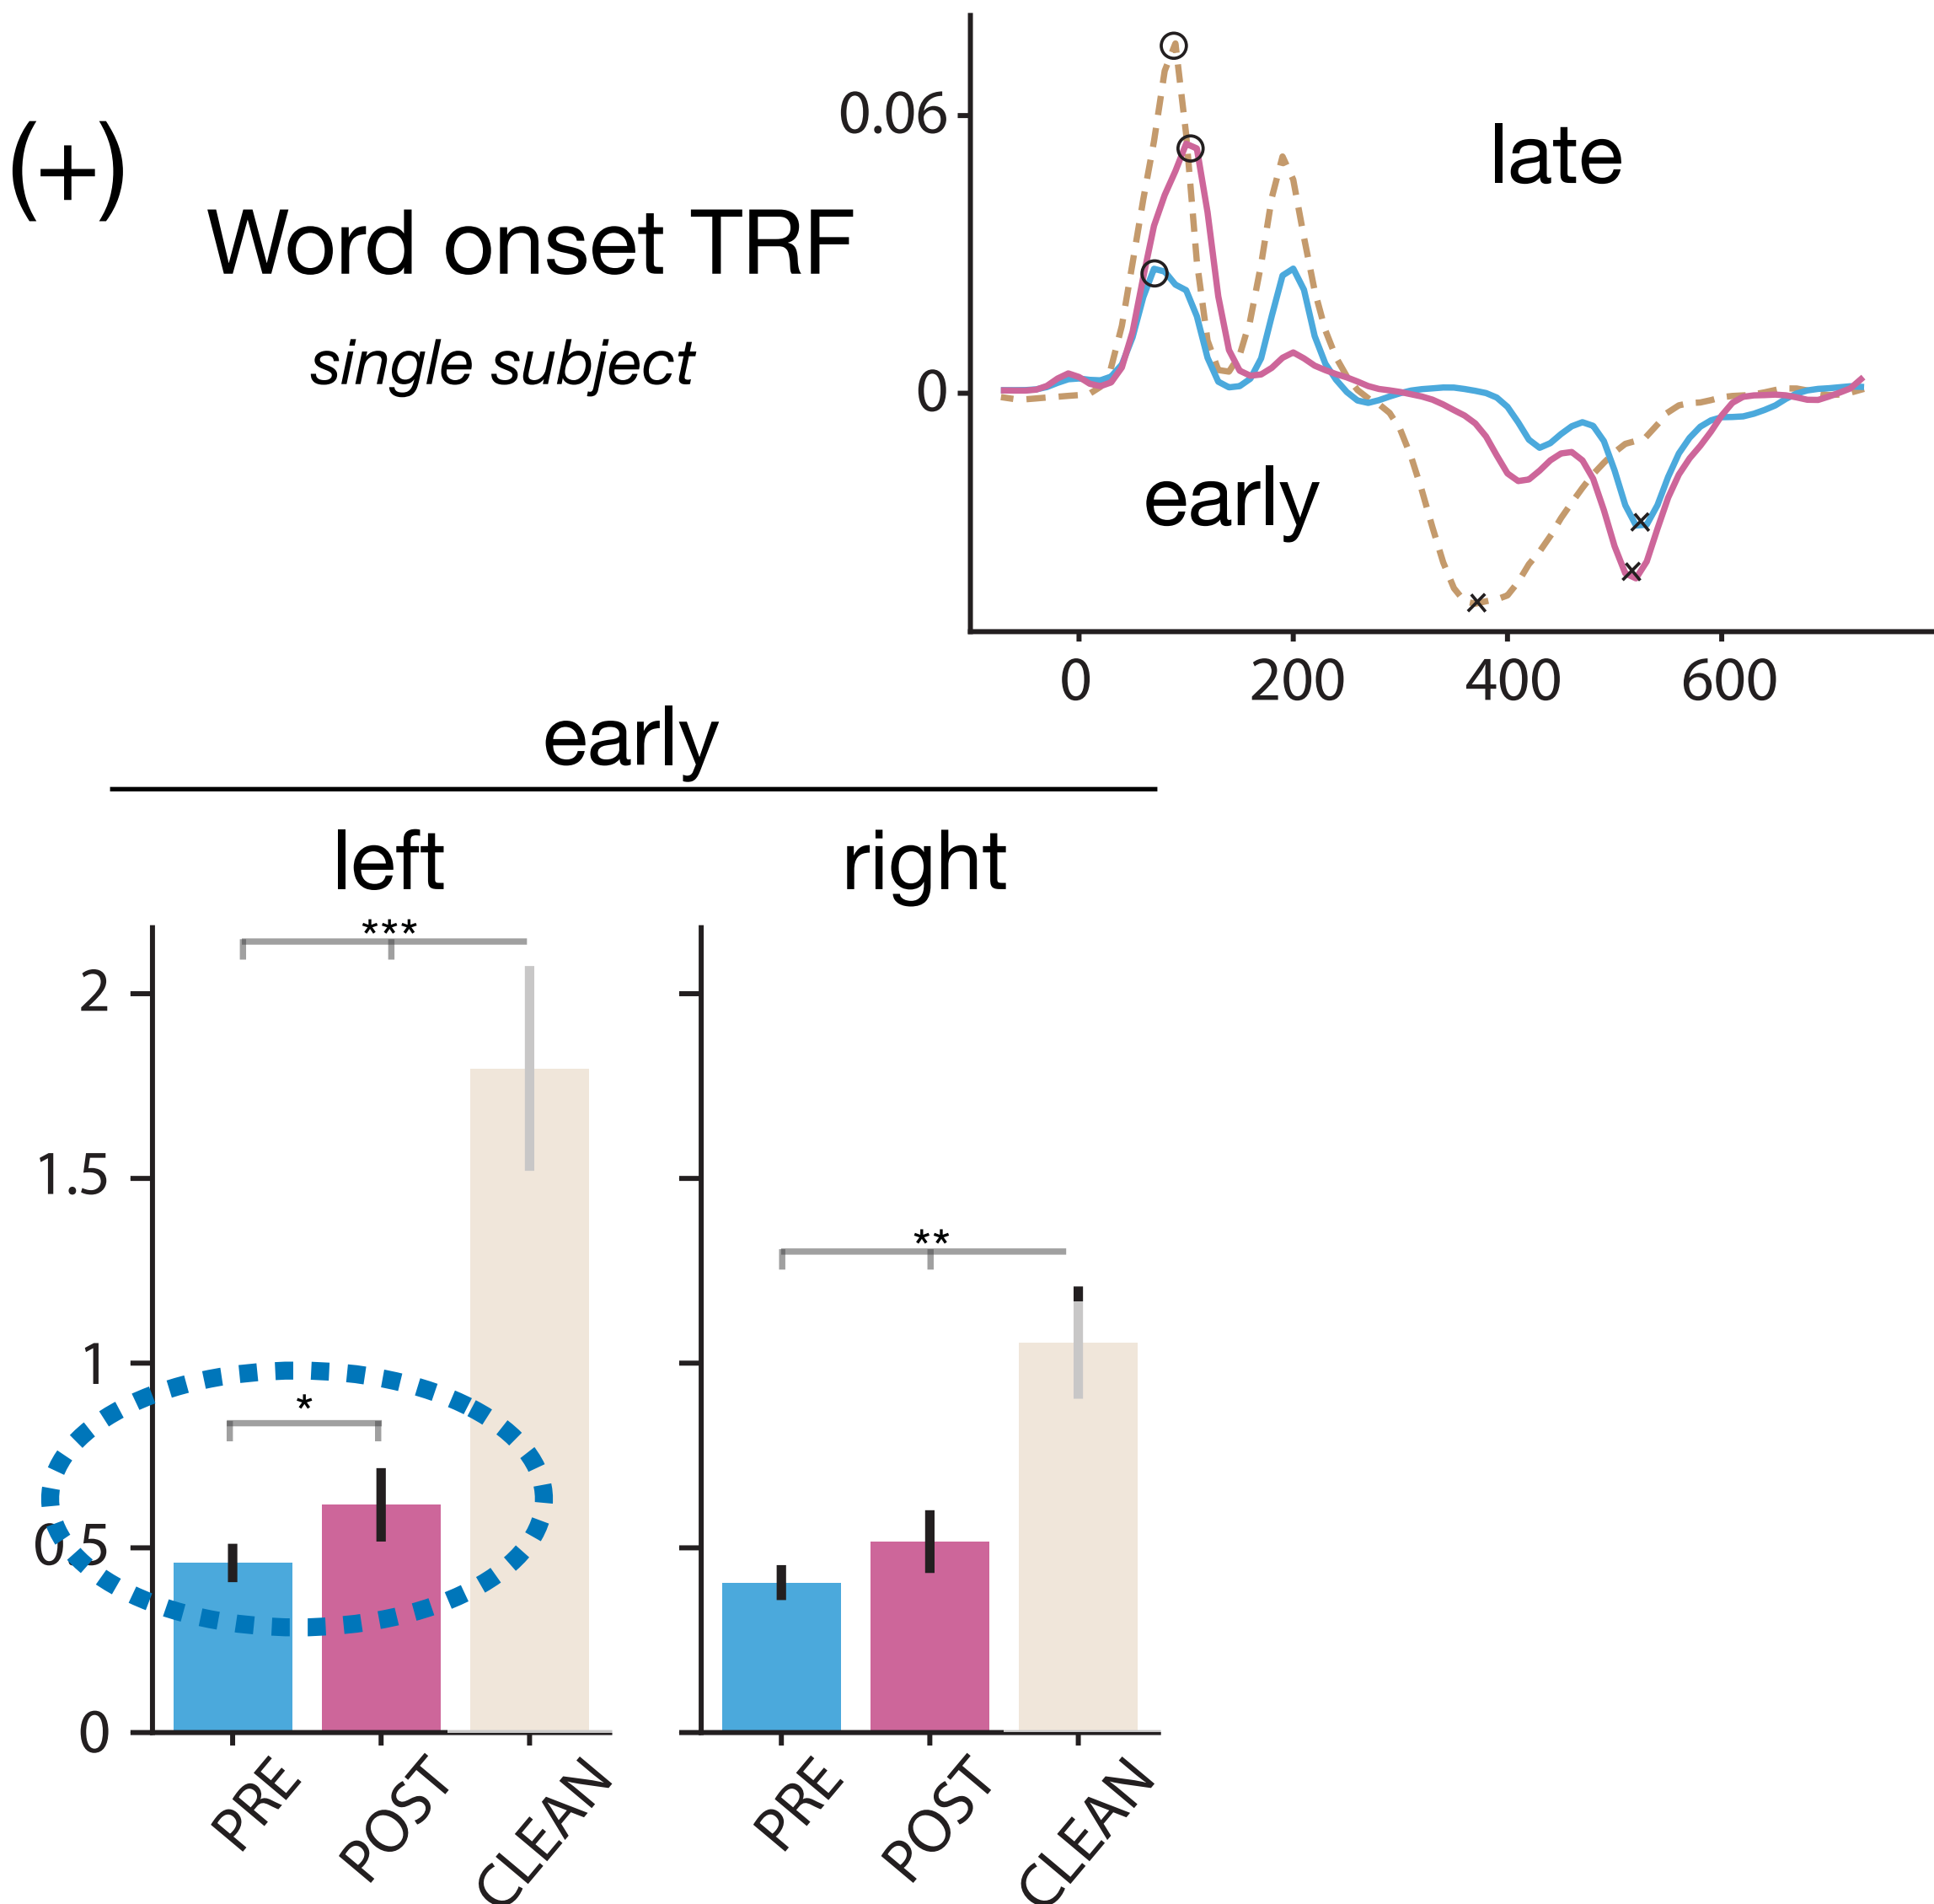 (+)
Word onset TRF
single subject
0.06
0
late
early
0 200 400 600
early
left right
***
2
1.5
**
1
*
0.5
0
PRE POST CLEAN PRE POST CLEAN